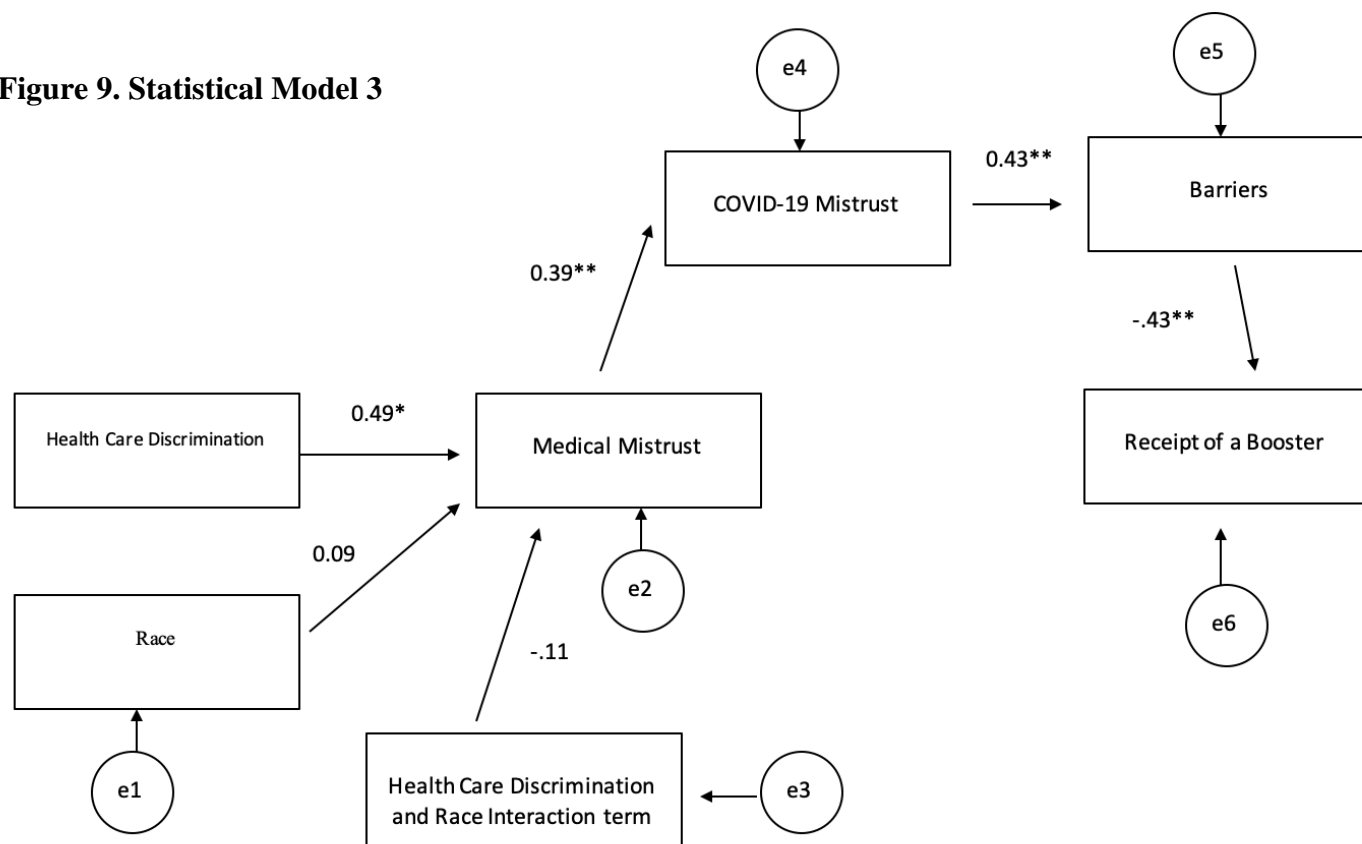 Figure 9. Statistical Model 3
e4
e5
COVID-19 Mistrust
0.43**
Barriers
0.39**
-.43**
Health Care Discrimination
0.49*
Medical Mistrust
Receipt of a Booster
0.09
e2
e6
Race
-.11
e1
Health Care Discrimination
and Race Interaction term
e3